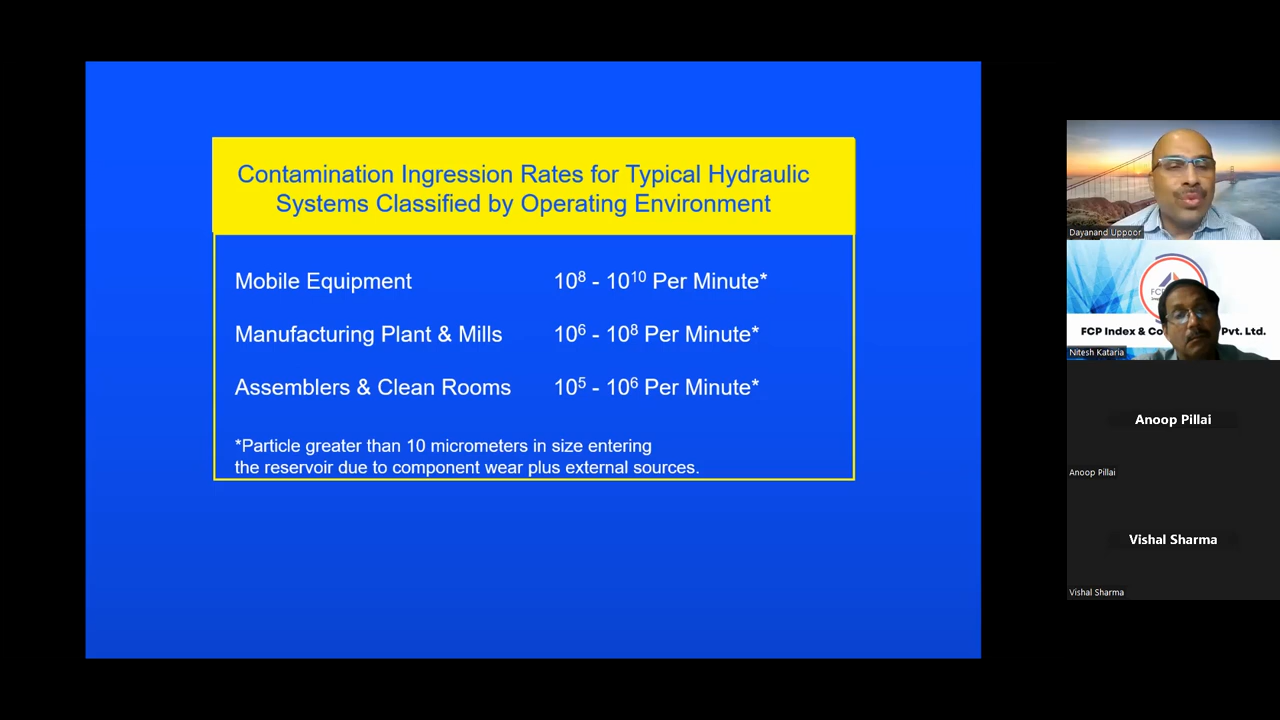 Contamination Ingression Rates for Typical Hydraulic
Systems Classified by Operating Environment
Mobile Equipment 10⁸ - 10¹⁰ Per Minute*
Manufacturing Plant & Mills 10⁶ - 10⁸ Per Minute*
Assemblers & Clean Rooms 10⁵ - 10⁶ Per Minute*
*Particle greater than 10 micrometers in size entering
the reservoir due to component wear plus external sources.
Dayanand Uppoor
FCP Index & Co Pvt. Ltd.
Nitesh Kataria
Anoop Pillai
Anoop Pillai
Vishal Sharma
Vishal Sharma